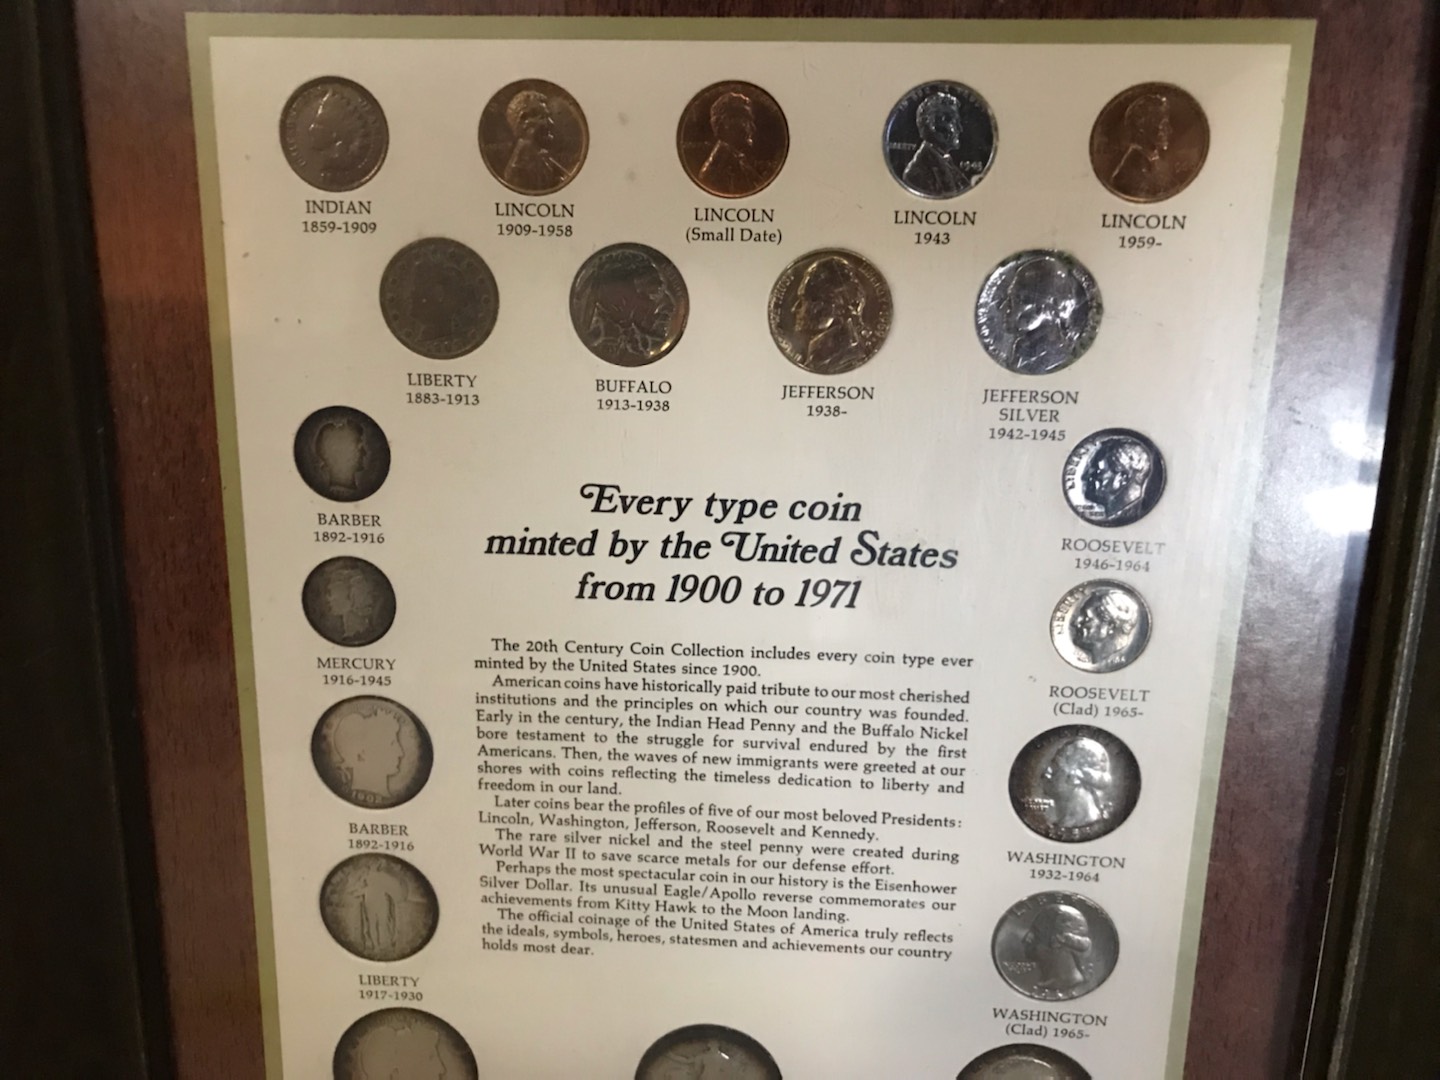 INDIAN
1859-1909
LINCOLN
1909-1958
LINCOLN
(Small Date)
LINCOLN
1943
LINCOLN
1959-
LIBERTY
1883-1913
BUFFALO
1913-1938
JEFFERSON
1938-
JEFFERSON
SILVER
1942-1945
BARBER
1892-1916
MERCURY
1916-1945
BARBER
1892-1916
LIBERTY
1917-1930
Every type coin
minted by the United States
from 1900 to 1971
The 20th Century Coin Collection includes every coin type ever
minted by the United States since 1900.
American coins have historically paid tribute to our most cherished
institutions and the principles on which our country was founded.
Early in the century, the Indian Head Penny and the Buffalo Nickel
bore testament to the struggle for survival endured by the first
Americans. Then, the waves of new immigrants were greeted at our
shores with coins reflecting the timeless dedication to liberty and
freedom in our land.
Later coins bear the profiles of five of our most beloved Presidents:
Lincoln, Washington, Jefferson, Roosevelt and Kennedy.
The rare silver nickel and the steel penny were created during
World War II to save scarce metals for our defense effort.
Perhaps the most spectacular coin in our history is the Eisenhower
Silver Dollar. Its unusual Eagle/Apollo reverse commemorates our
achievements from Kitty Hawk to the Moon landing.
The official coinage of the United States of America truly reflects
the ideals, symbols, heroes, statesmen and achievements our country
holds most dear.
ROOSEVELT
1946-1964
ROOSEVELT
(Clad) 1965-
WASHINGTON
1932-1964
WASHINGTON
(Clad) 1965-